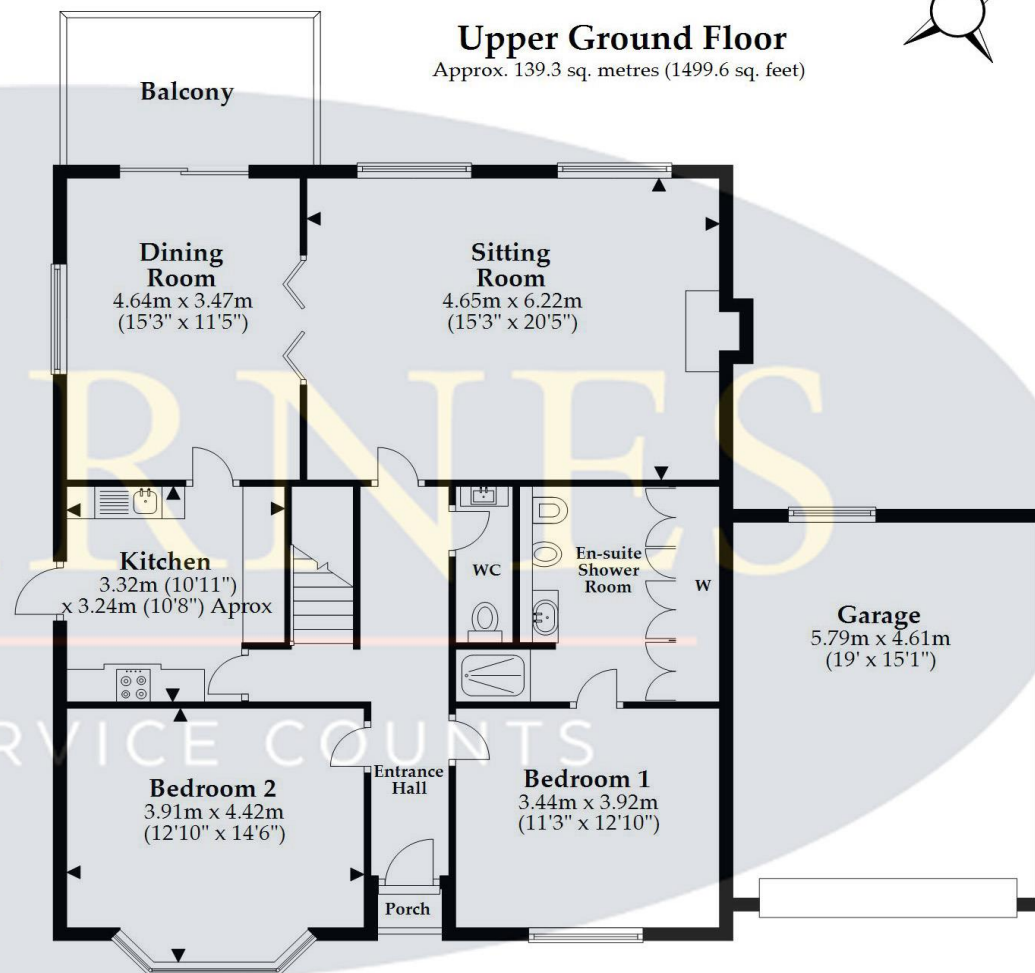 Upper Ground Floor
Approx. 139.3 sq. metres (1499.6 sq. feet)
Balcony
Dining
Room
4.64m x 3.47m
(15'3" x 11'5")
Sitting
Room
4.65m x 6.22m
(15'3" x 20'5")
RNES
Kitchen
3.32m (10'11")
x 3.24m (10'8") Aprox
WC
En-suite
Shower
Room
W
Garage
5.79m x 4.61m
(19' x 15'1")
RVICE COUNTS
Bedroom 2
3.91m x 4.42m
(12'10" x 14'6")
Entrance
Hall
Bedroom 1
3.44m x 3.92m
(11'3" x 12'10")
Porch